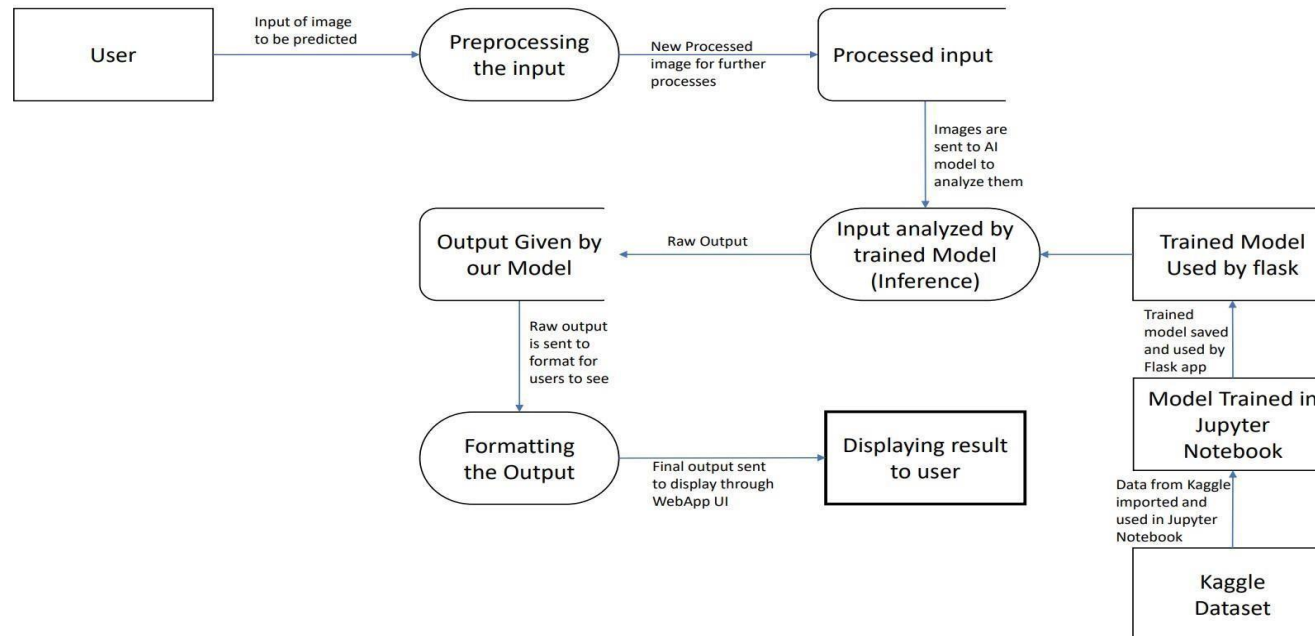 User
Input of image
to be predicted
Preprocessing
the input
New Processed
image for further
processes
Processed input
Images are
sent to AI
model to
analyze them
Input analyzed by
trained Model
(Inference)
Trained Model
Used by flask
Raw Output
Output Given by
our Model
Trained
model saved
and used by
Flask app
Model Trained in
Jupyter
Notebook
Data from Kaggle
imported and
used in Jupyter
Notebook
Kaggle
Dataset
Raw output
is sent to
format for
users to see
Formatting
the Output
Final output sent
to display through
WebApp UI
Displaying result
to user